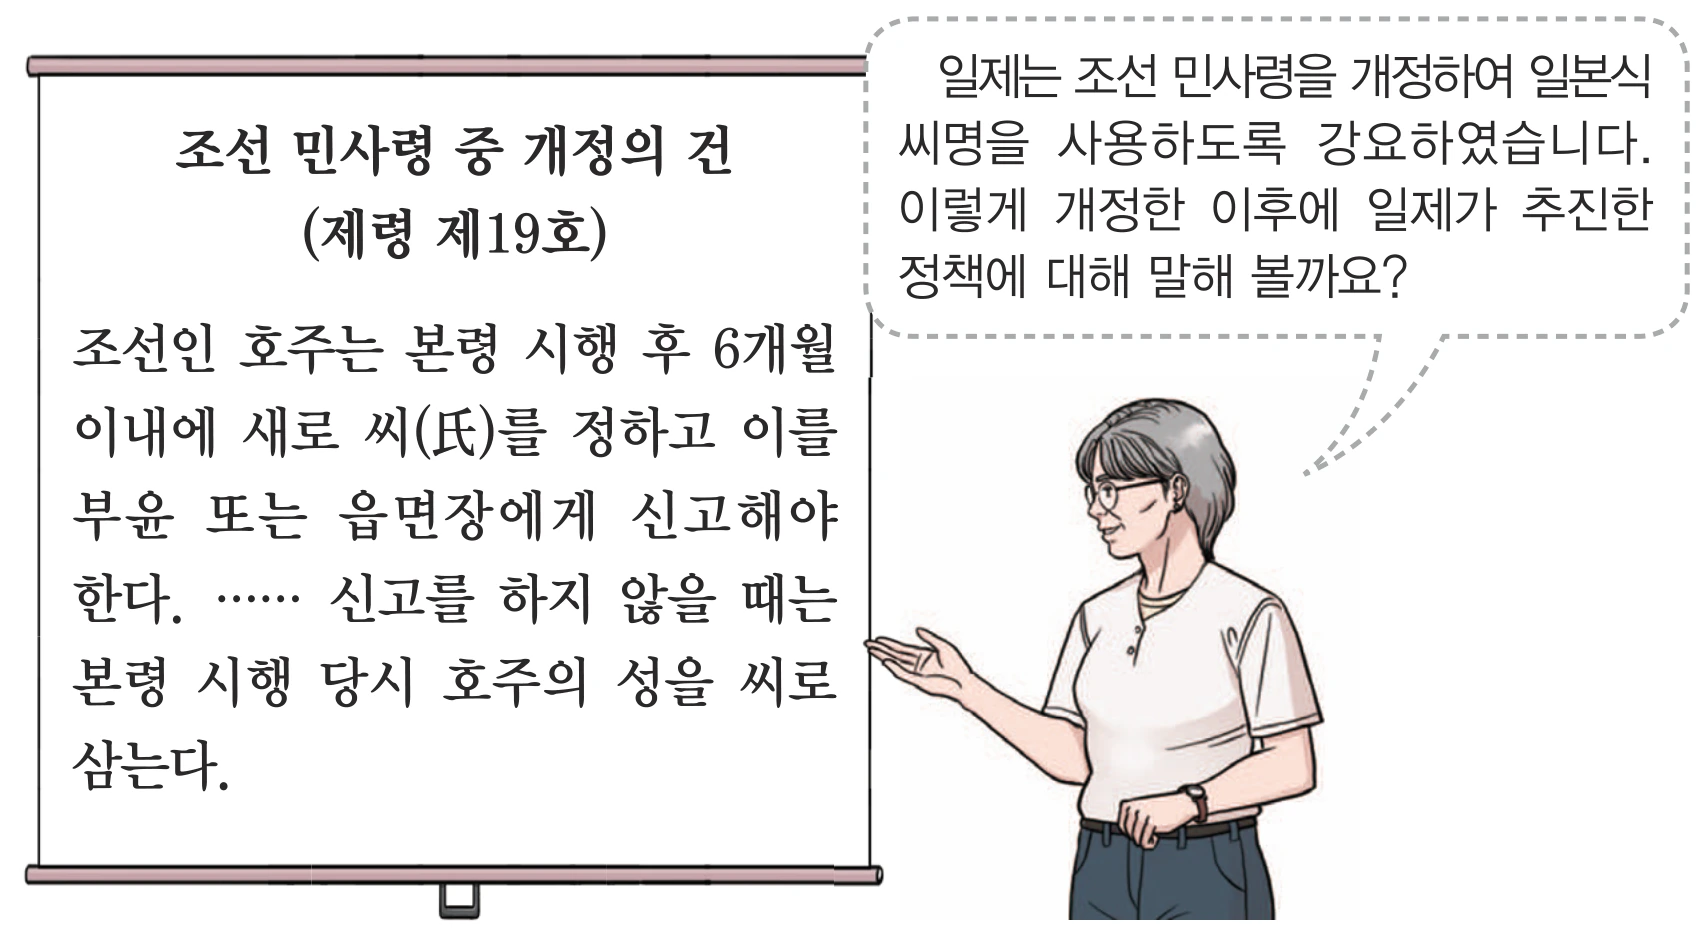 조선 민사령 중 개정의 건
(제령 제19호)
조선인 호주는 본령 시행 후 6개월
이내에 새로 씨(氏)를 정하고 이를
부윤 또는 읍면장에게 신고해야
한다. …… 신고를 하지 않을 때는
본령 시행 당시 호주의 성을 씨로
삼는다.
일제는 조선 민사령을 개정하여 일본식
씨명을 사용하도록 강요하였습니다.
이렇게 개정한 이후에 일제가 추진한
정책에 대해 말해 볼까요?